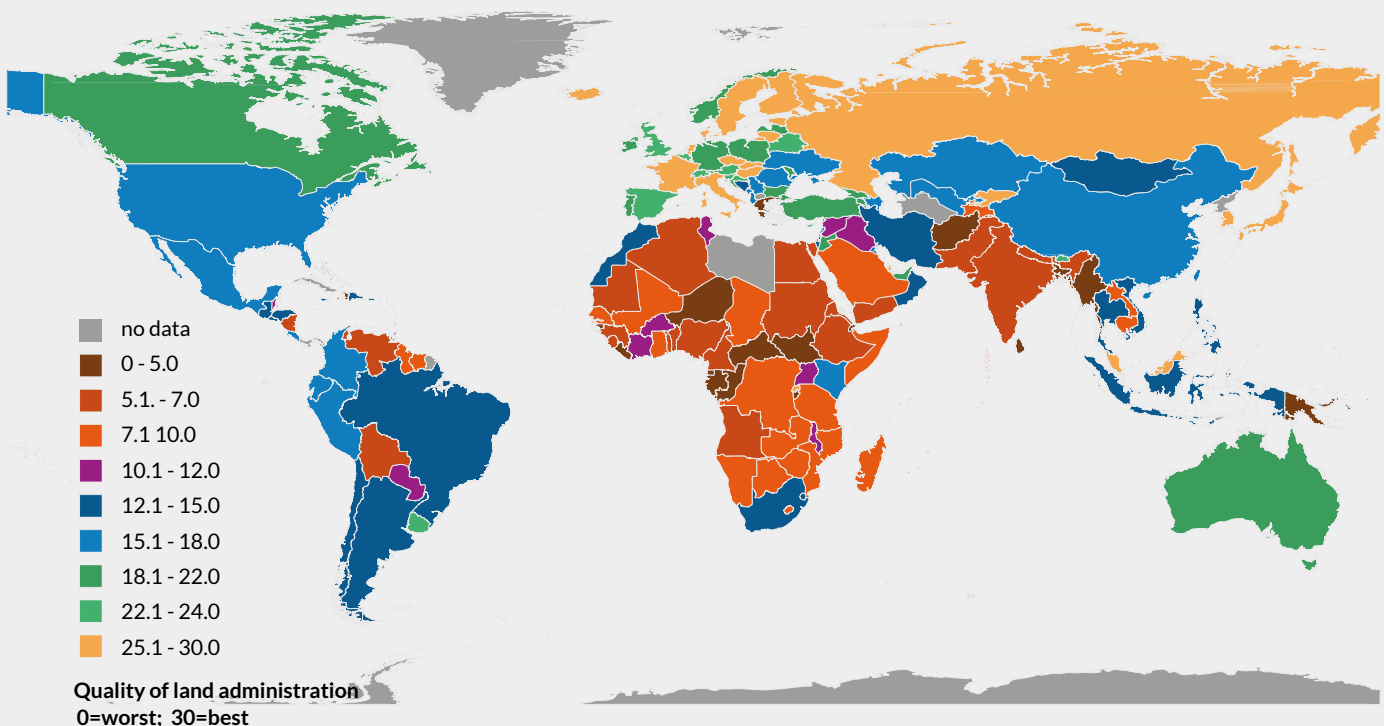 no data
0 - 5.0
5.1. - 7.0
7.1 10.0
10.1 - 12.0
12.1 - 15.0
15.1 - 18.0
18.1 - 22.0
22.1 - 24.0
25.1 - 30.0
Quality of land administration
0=worst; 30=best